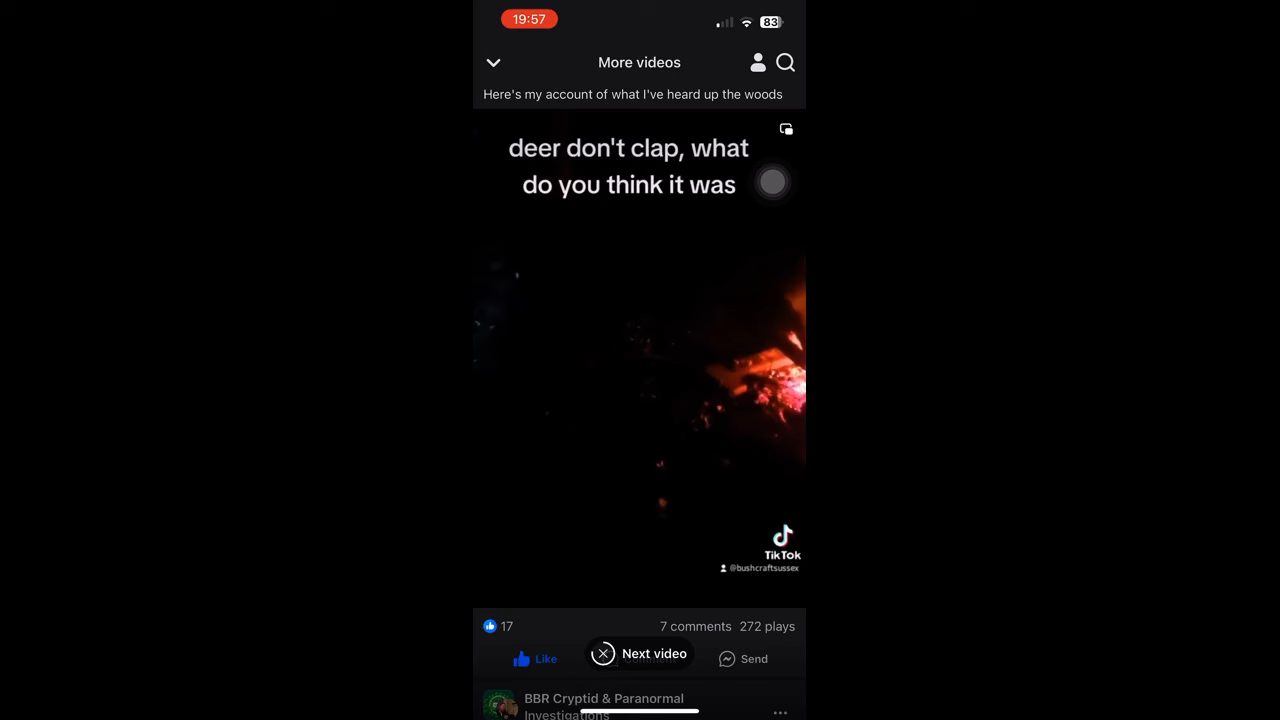 19:57
83
More videos
Here's my account of what I've heard up the woods
deer don't clap, what
do you think it was
TikTok
@bushcraftsussex
17
7 comments 272 plays
Like
Next video
Comment
Send
BBR Cryptid & Paranormal
Investigations